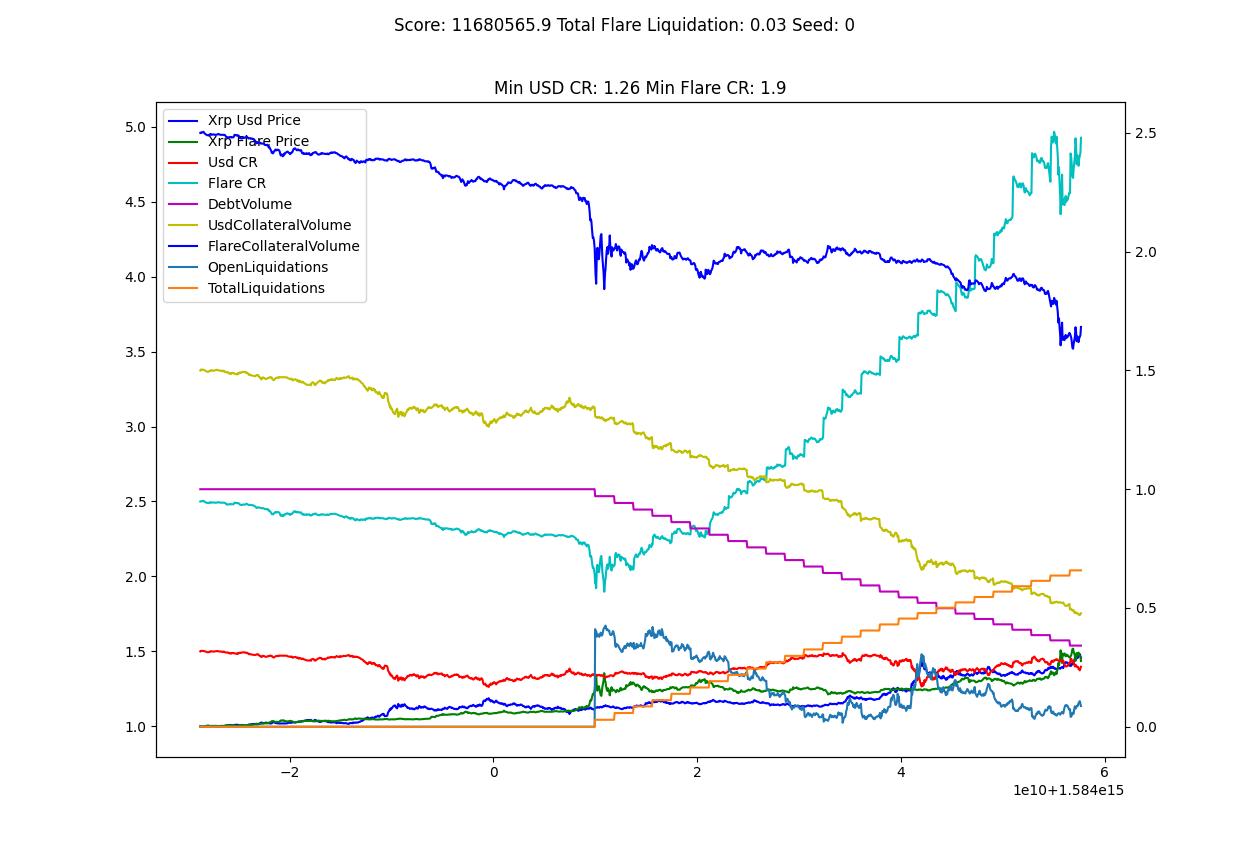 Score: 11680565.9 Total Flare Liquidation: 0.03 Seed: 0
Min USD CR: 1.26 Min Flare CR: 1.9
Xrp Usd Price
Xrp Flare Price
Usd CR
Flare CR
DebtVolume
UsdCollateralVolume
FlareCollateralVolume
OpenLiquidations
TotalLiquidations
5.0
4.5
4.0
3.5
3.0
2.5
2.0
1.5
1.0
2.5
2.0
1.5
1.0
0.5
0.0
−2
0
2
4
6
1e10+1.584e15